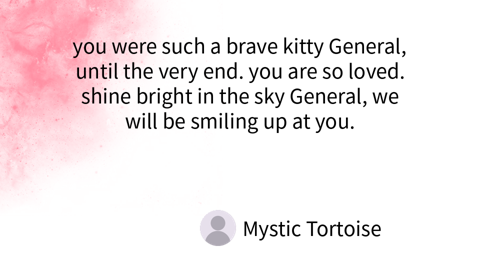 you were such a brave kitty General,
until the very end. you are so loved.
shine bright in the sky General, we
will be smiling up at you.
Mystic Tortoise